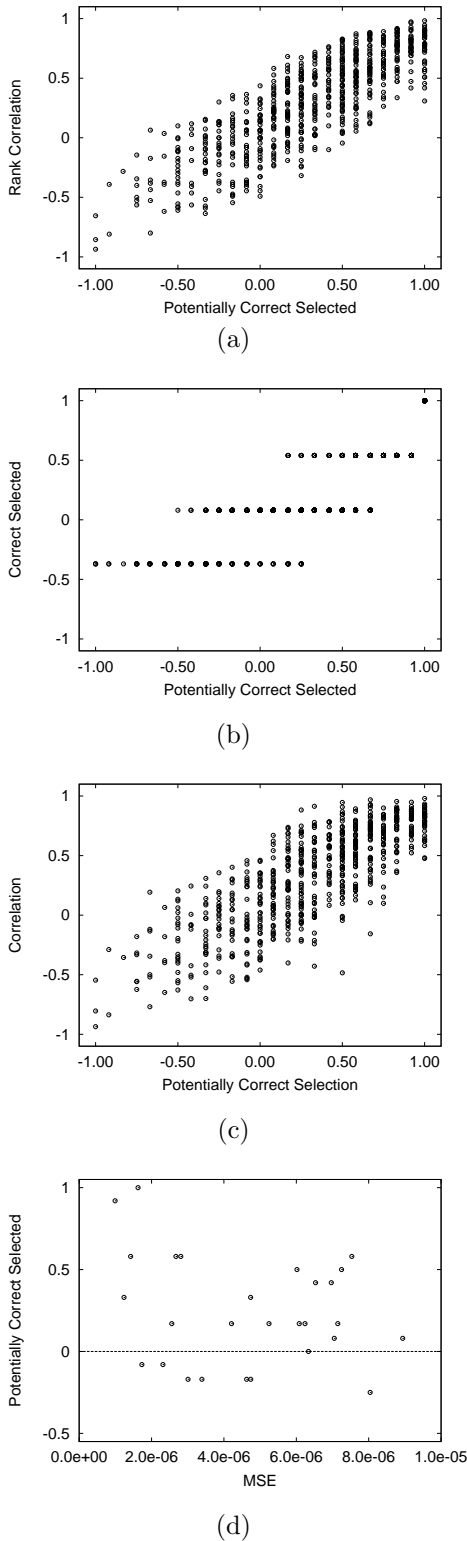 1
0.5
0
-0.5
-1
Rank Correlation
-1.00 -0.50 0.00 0.50 1.00
Potentially Correct Selected
(a)
1
0.5
0
-0.5
-1
Correct Selected
-1.00 -0.50 0.00 0.50 1.00
Potentially Correct Selected
(b)
1
0.5
0
-0.5
-1
Correlation
-1.00 -0.50 0.00 0.50 1.00
Potentially Correct Selection
(c)
1
0.5
0
-0.5
Potentially Correct Selected
0.0e+00 2.0e-06 4.0e-06 6.0e-06 8.0e-06 1.0e-05
MSE
(d)